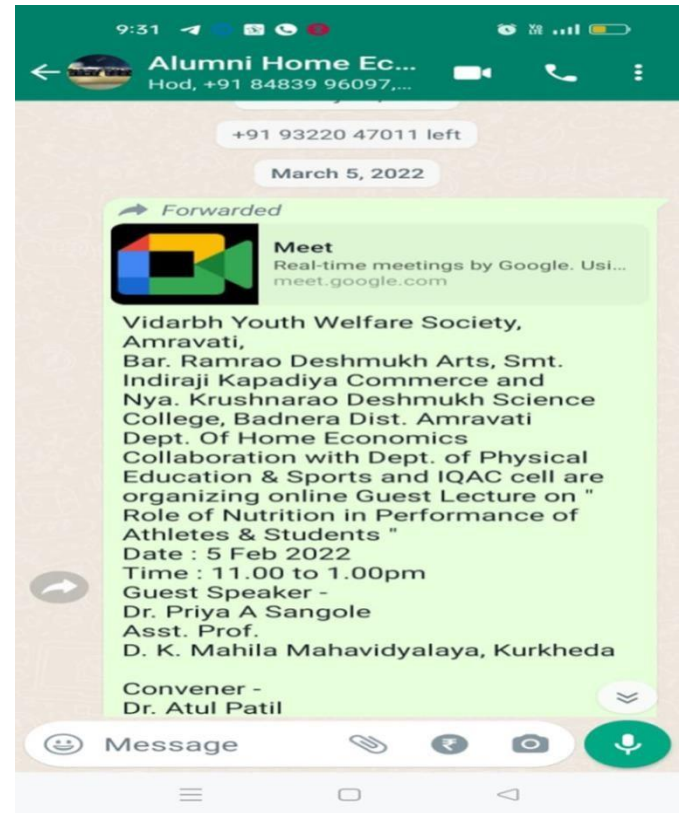 9:31
Alumni Home Ec...
Hod, +91 84839 96097,...
+91 93220 47011 left
March 5, 2022
Forwarded
Meet
Real-time meetings by Google. Usi...
meet.google.com
Vidarbh Youth Welfare Society,
Amravati,
Bar. Ramrao Deshmukh Arts, Smt.
Indiraji Kapadiya Commerce and
Nya. Krushnarao Deshmukh Science
College, Badnera Dist. Amravati
Dept. Of Home Economics
Collaboration with Dept. of Physical
Education & Sports and IQAC cell are
organizing online Guest Lecture on "
Role of Nutrition in Performance of
Athletes & Students "
Date : 5 Feb 2022
Time : 11.00 to 1.00pm
Guest Speaker -
Dr. Priya A Sangole
Asst. Prof.
D. K. Mahila Mahavidyalaya, Kurkheda
Convener -
Dr. Atul Patil
Message